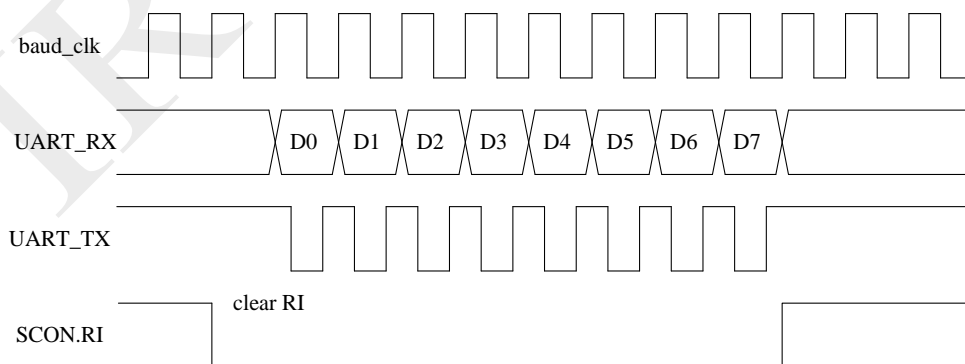 baud_clk
UART_RX D0 D1 D2 D3 D4 D5 D6 D7
UART_TX
clear RI
SCON.RI